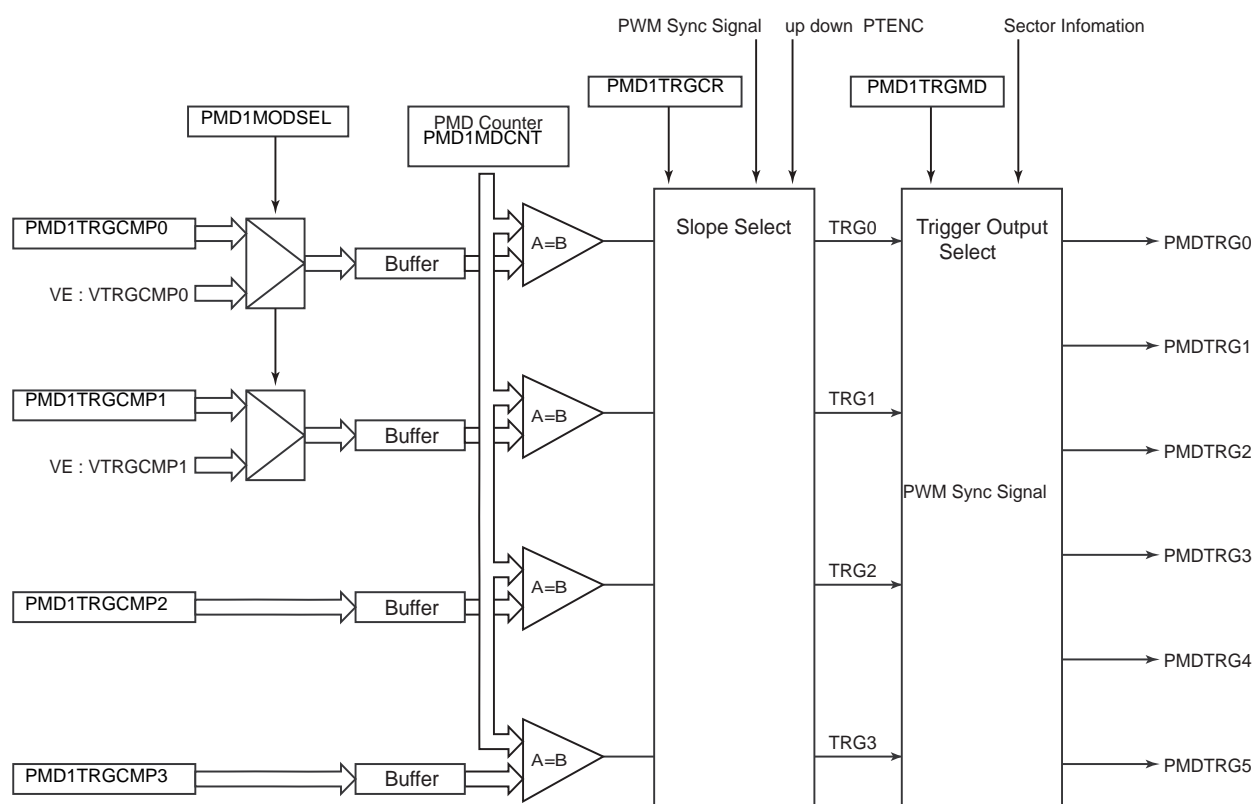 PWM Sync Signal
up down PTENC
Sector Infomation
PMD1TRGCR
PMD1TRGMD
PMD1MODSEL
PMD Counter
PMD1MDCNT
PMD1TRGCMP0
VE : VTRGCMP0
Buffer
A=B
Slope Select
TRG0
Trigger Output
Select
PMDTRG0
PMDTRG1
PMD1TRGCMP1
VE : VTRGCMP1
Buffer
A=B
TRG1
PMDTRG2
PWM Sync Signal
PMDTRG3
PMD1TRGCMP2
Buffer
A=B
TRG2
PMDTRG4
PMD1TRGCMP3
Buffer
A=B
TRG3
PMDTRG5